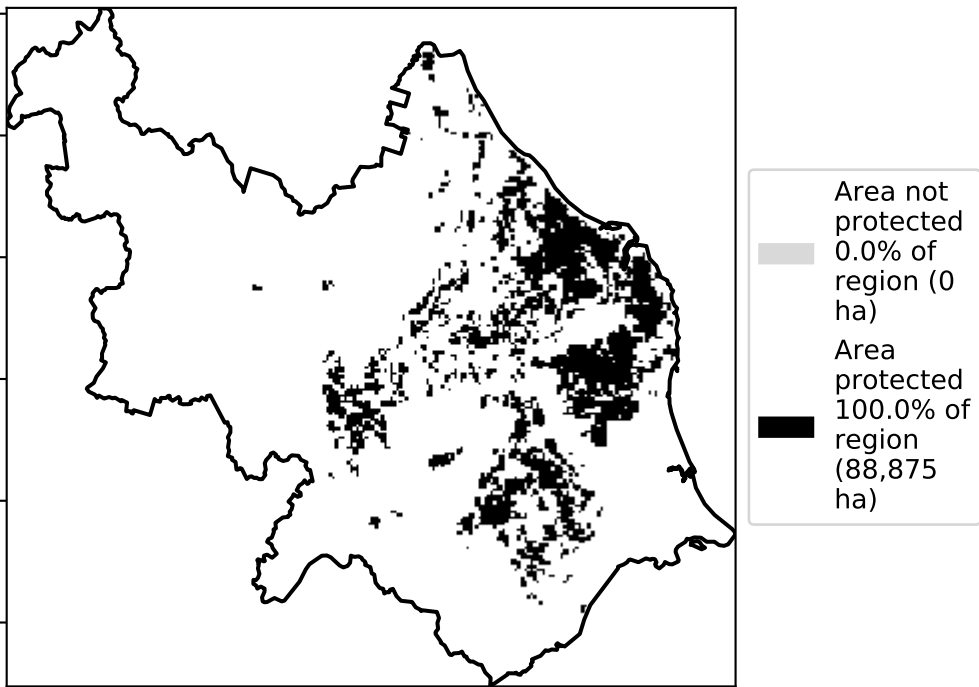 Area not
protected
0.0% of
region (0
ha)
Area
protected
100.0% of
region
(88,875
ha)